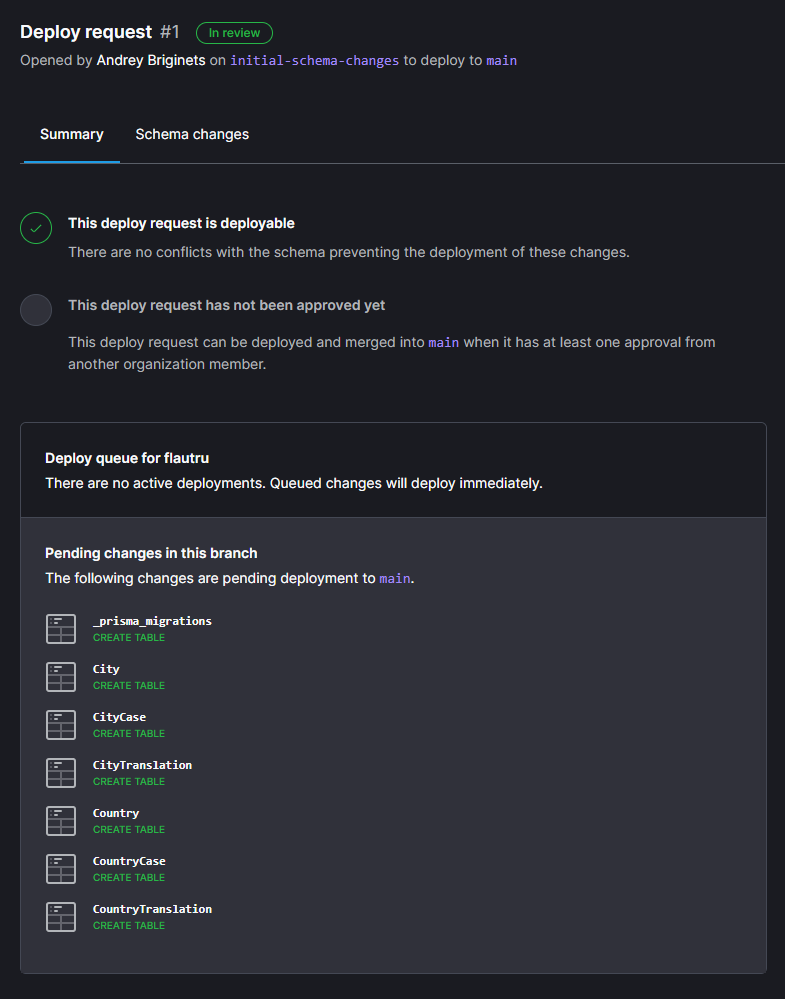 Deploy request #1 In review
Opened by Andrey Briginets on initial-schema-changes to deploy to main
Summary Schema changes
This deploy request is deployable
There are no conflicts with the schema preventing the deployment of these changes.
This deploy request has not been approved yet
This deploy request can be deployed and merged into main when it has at least one approval from
another organization member.
Deploy queue for flautru
There are no active deployments. Queued changes will deploy immediately.
Pending changes in this branch
The following changes are pending deployment to main.
_prisma_migrations
CREATE TABLE
City
CREATE TABLE
CityCase
CREATE TABLE
CityTranslation
CREATE TABLE
Country
CREATE TABLE
CountryCase
CREATE TABLE
CountryTranslation
CREATE TABLE